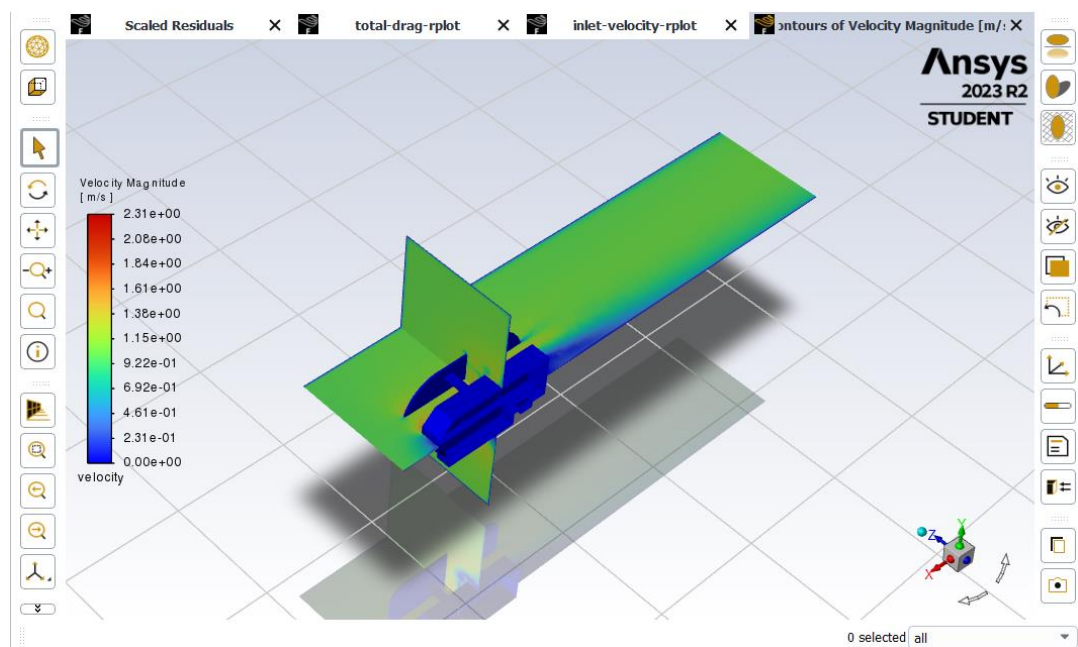 Scaled Residuals
total-drag-rplot
inlet-velocity-rplot
ontours of Velocity Magnitude [m/s
Ansys
2023 R2
STUDENT
Velocity Magnitude
[ m/s ]
2.31e+00
2.08e+00
1.84e+00
1.61e+00
1.38e+00
1.15e+00
9.22e-01
6.92e-01
4.61e-01
2.31e-01
0.00e+00
velocity
Y
Z
X
0 selected all